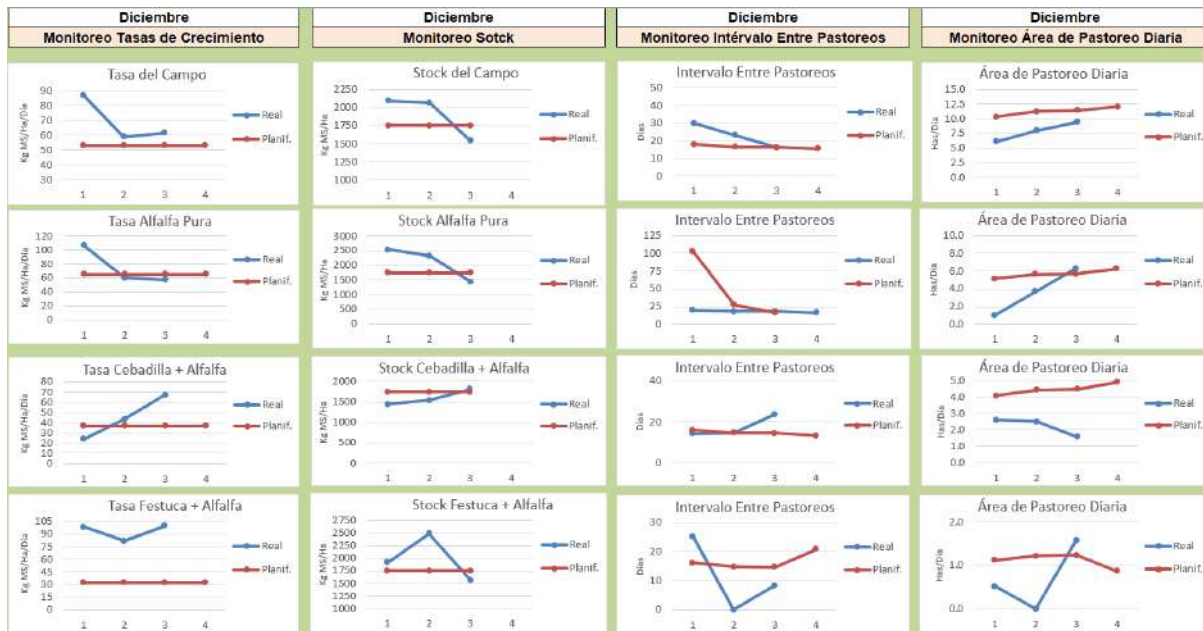 Diciembre
Monitoreo Tasas de Crecimiento
Diciembre
Monitoreo Sotck
Diciembre
Monitoreo Intérvalo Entre Pastoreos
Diciembre
Monitoreo Área de Pastoreo Diaria
Tasa del Campo
Kg MS/Ha/Día
90
80
70
60
50
40
30
1 2 3 4
Real
Planif.
Stock del Campo
Kg MS/Ha
2250
2000
1750
1500
1250
1000
1 2 3 4
Real
Planif.
Intervalo Entre Pastoreos
Días
50
40
30
20
10
0
1 2 3 4
Real
Planif.
Área de Pastoreo Diaria
Has/Día
15.0
12.5
10.0
7.5
5.0
2.5
0.0
1 2 3 4
Real
Planif.
Tasa Alfalfa Pura
Kg MS/Ha/Día
120
100
80
60
40
20
0
1 2 3 4
Real
Planif.
Stock Alfalfa Pura
Kg MS/Ha
3000
2500
2000
1500
1000
500
0
1 2 3 4
Real
Planif.
Intervalo Entre Pastoreos
Días
125
100
75
50
25
0
1 2 3 4
Real
Planif.
Área de Pastoreo Diaria
Has/Día
10.0
8.0
6.0
4.0
2.0
0.0
1 2 3 4
Real
Planif.
Tasa Cebadilla + Alfalfa
Kg MS/Ha/Día
80
70
60
50
40
30
20
10
0
1 2 3 4
Real
Planif.
Stock Cebadilla + Alfalfa
Kg MS/Ha
2000
1500
1000
500
0
1 2 3 4
Real
Planif.
Intervalo Entre Pastoreos
Días
40
20
0
1 2 3 4
Real
Planif.
Área de Pastoreo Diaria
Has/Día
5.0
4.0
3.0
2.0
1.0
0.0
1 2 3 4
Real
Planif.
Tasa Festuca + Alfalfa
Kg MS/Ha/Día
105
90
75
60
45
30
15
0
1 2 3 4
Real
Planif.
Stock Festuca + Alfalfa
Kg MS/Ha
2750
2500
2250
2000
1750
1500
1250
1000
1 2 3 4
Real
Planif.
Intervalo Entre Pastoreos
Días
30
20
10
0
1 2 3 4
Real
Planif.
Área de Pastoreo Diaria
Has/Día
2.0
1.0
0.0
1 2 3 4
Real
Planif.